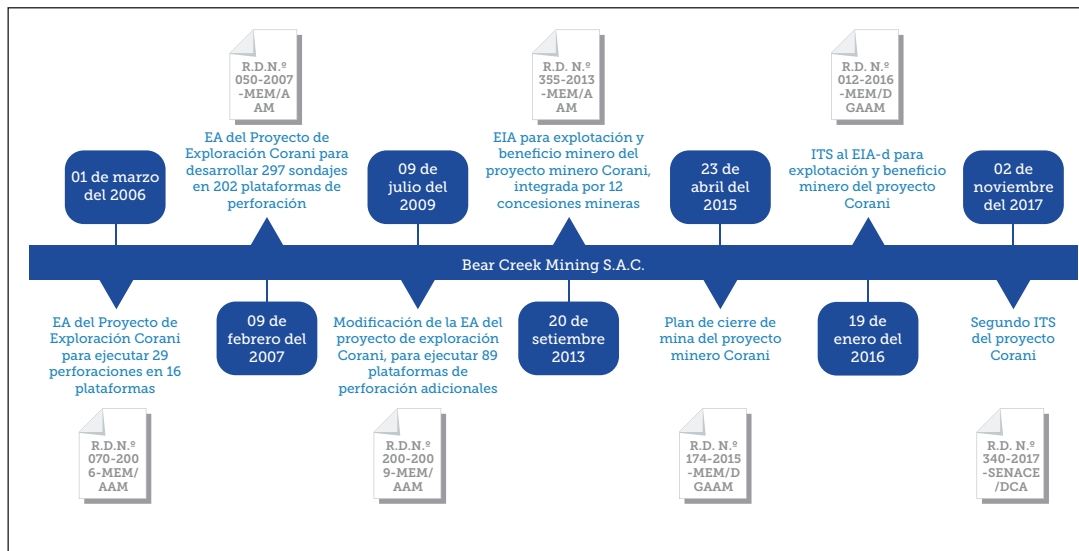 R.D.N.º
050-2007
-MEM/A
AM
R.D. N.º
355-2013
-MEM/A
AM
R.D. N.º
012-2016
-MEM/D
GAAM
01 de marzo
del 2006
EA del Proyecto de
Exploración Corani para
desarrollar 297 sondajes
en 202 plataformas de
perforación
09 de
julio del
2009
EIA para explotación y
beneficio minero del
proyecto minero Corani,
integrada por 12
concesiones mineras
23 de
abril del
2015
ITS al EIA-d para
explotación y beneficio
minero del proyecto
Corani
02 de
noviembre
del 2017
Bear Creek Mining S.A.C.
EA del Proyecto de
Exploración Corani
para ejecutar 29
perforaciones en 16
plataformas
09 de
febrero del
2007
Modificación de la EA del
proyecto de exploración
Corani, para ejecutar 89
plataformas de
perforación adicionales
20 de
setiembre
2013
Plan de cierre de
mina del proyecto
minero Corani
19 de
enero del
2016
Segundo ITS
del proyecto
Corani
R.D.N.º
070-200
6-MEM/
AAM
R.D.N.º
200-200
9-MEM/
AAM
R.D. N.º
174-2015
-MEM/D
GAAM
R.D. N.º
340-2017
-SENACE
/DCA